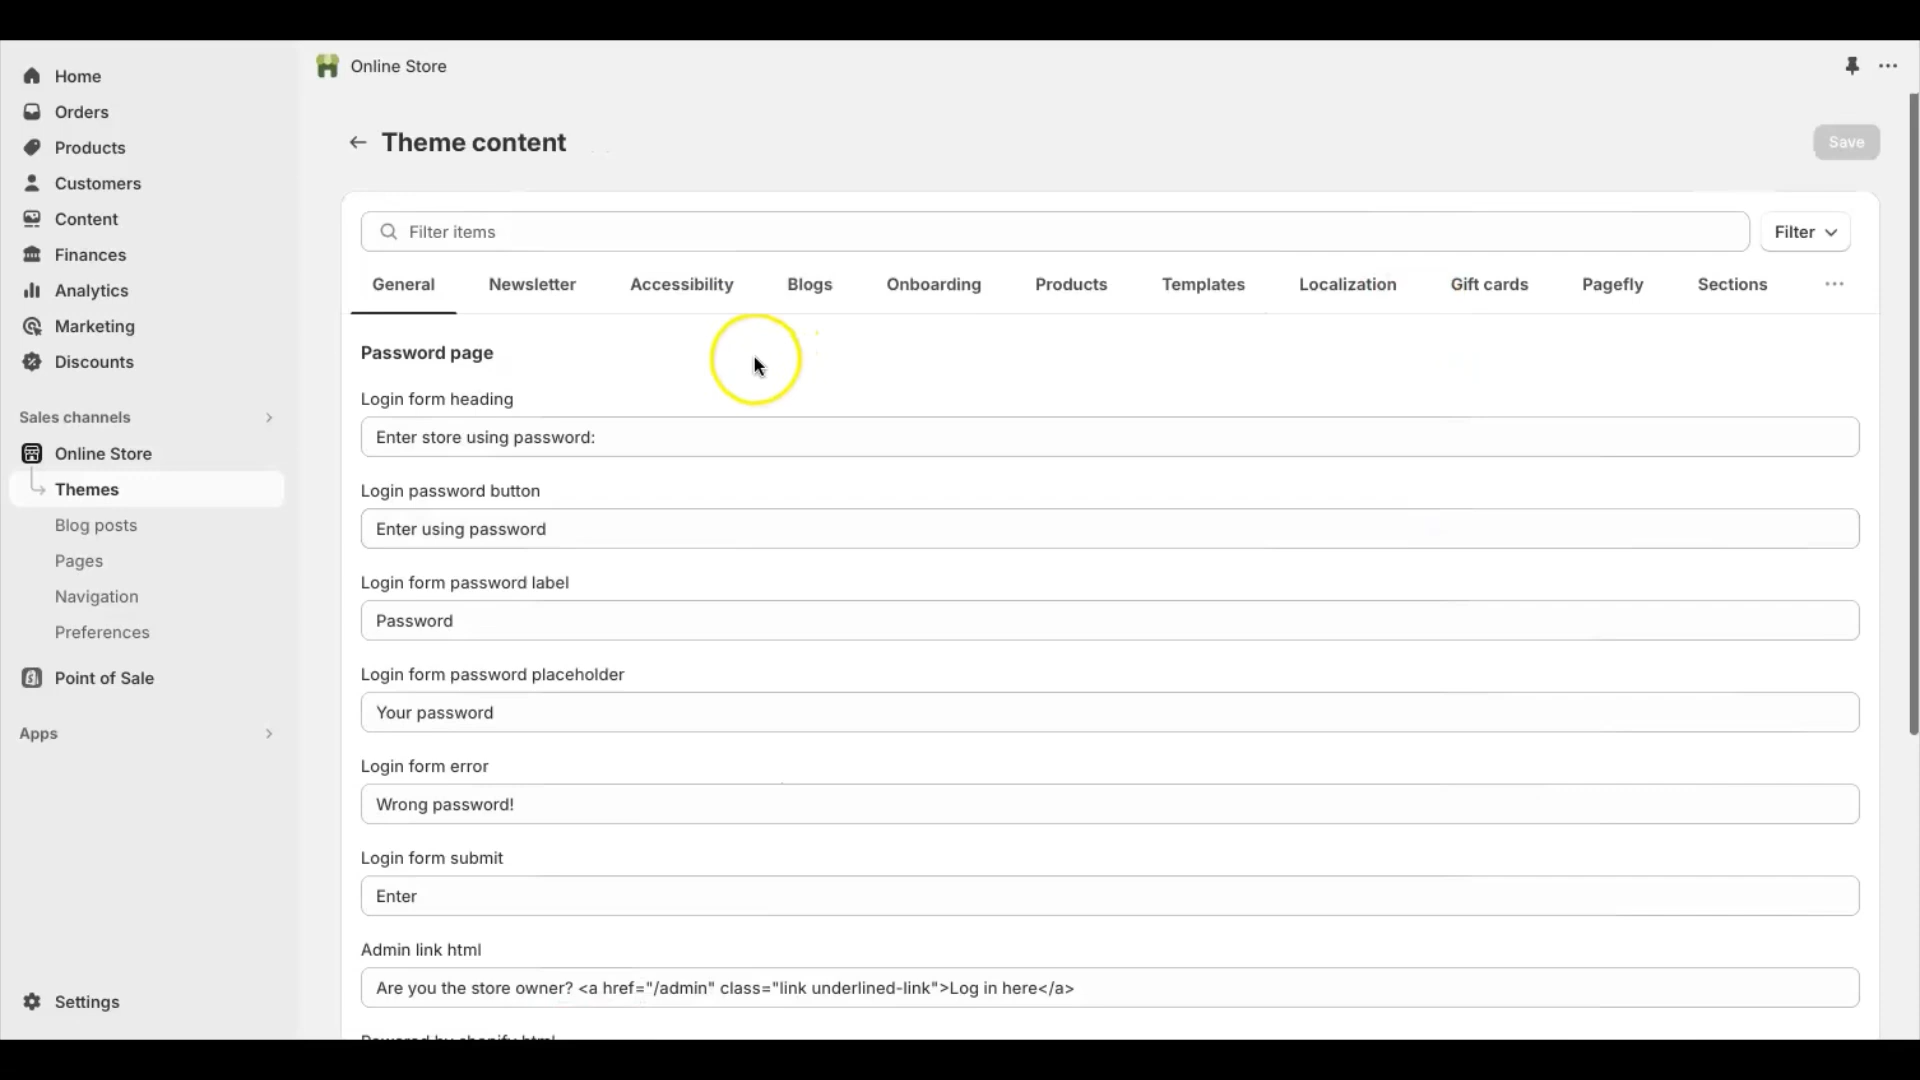 Home
Orders
Products
Customers
Content
Finances
Analytics
Marketing
Discounts
Sales channels
Online Store
Themes
Blog posts
Pages
Navigation
Preferences
Point of Sale
Apps
Settings
Online Store
Theme content
Save
Filter items
Filter
General Newsletter Accessibility Blogs Onboarding Products Templates Localization Gift cards Pagefly Sections
Password page
Login form heading
Enter store using password:
Login password button
Enter using password
Login form password label
Password
Login form password placeholder
Your password
Login form error
Wrong password!
Login form submit
Enter
Admin link html
Are you the store owner? <a href="/admin" class="link underlined-link">Log in here</a>
Powered by shopify html